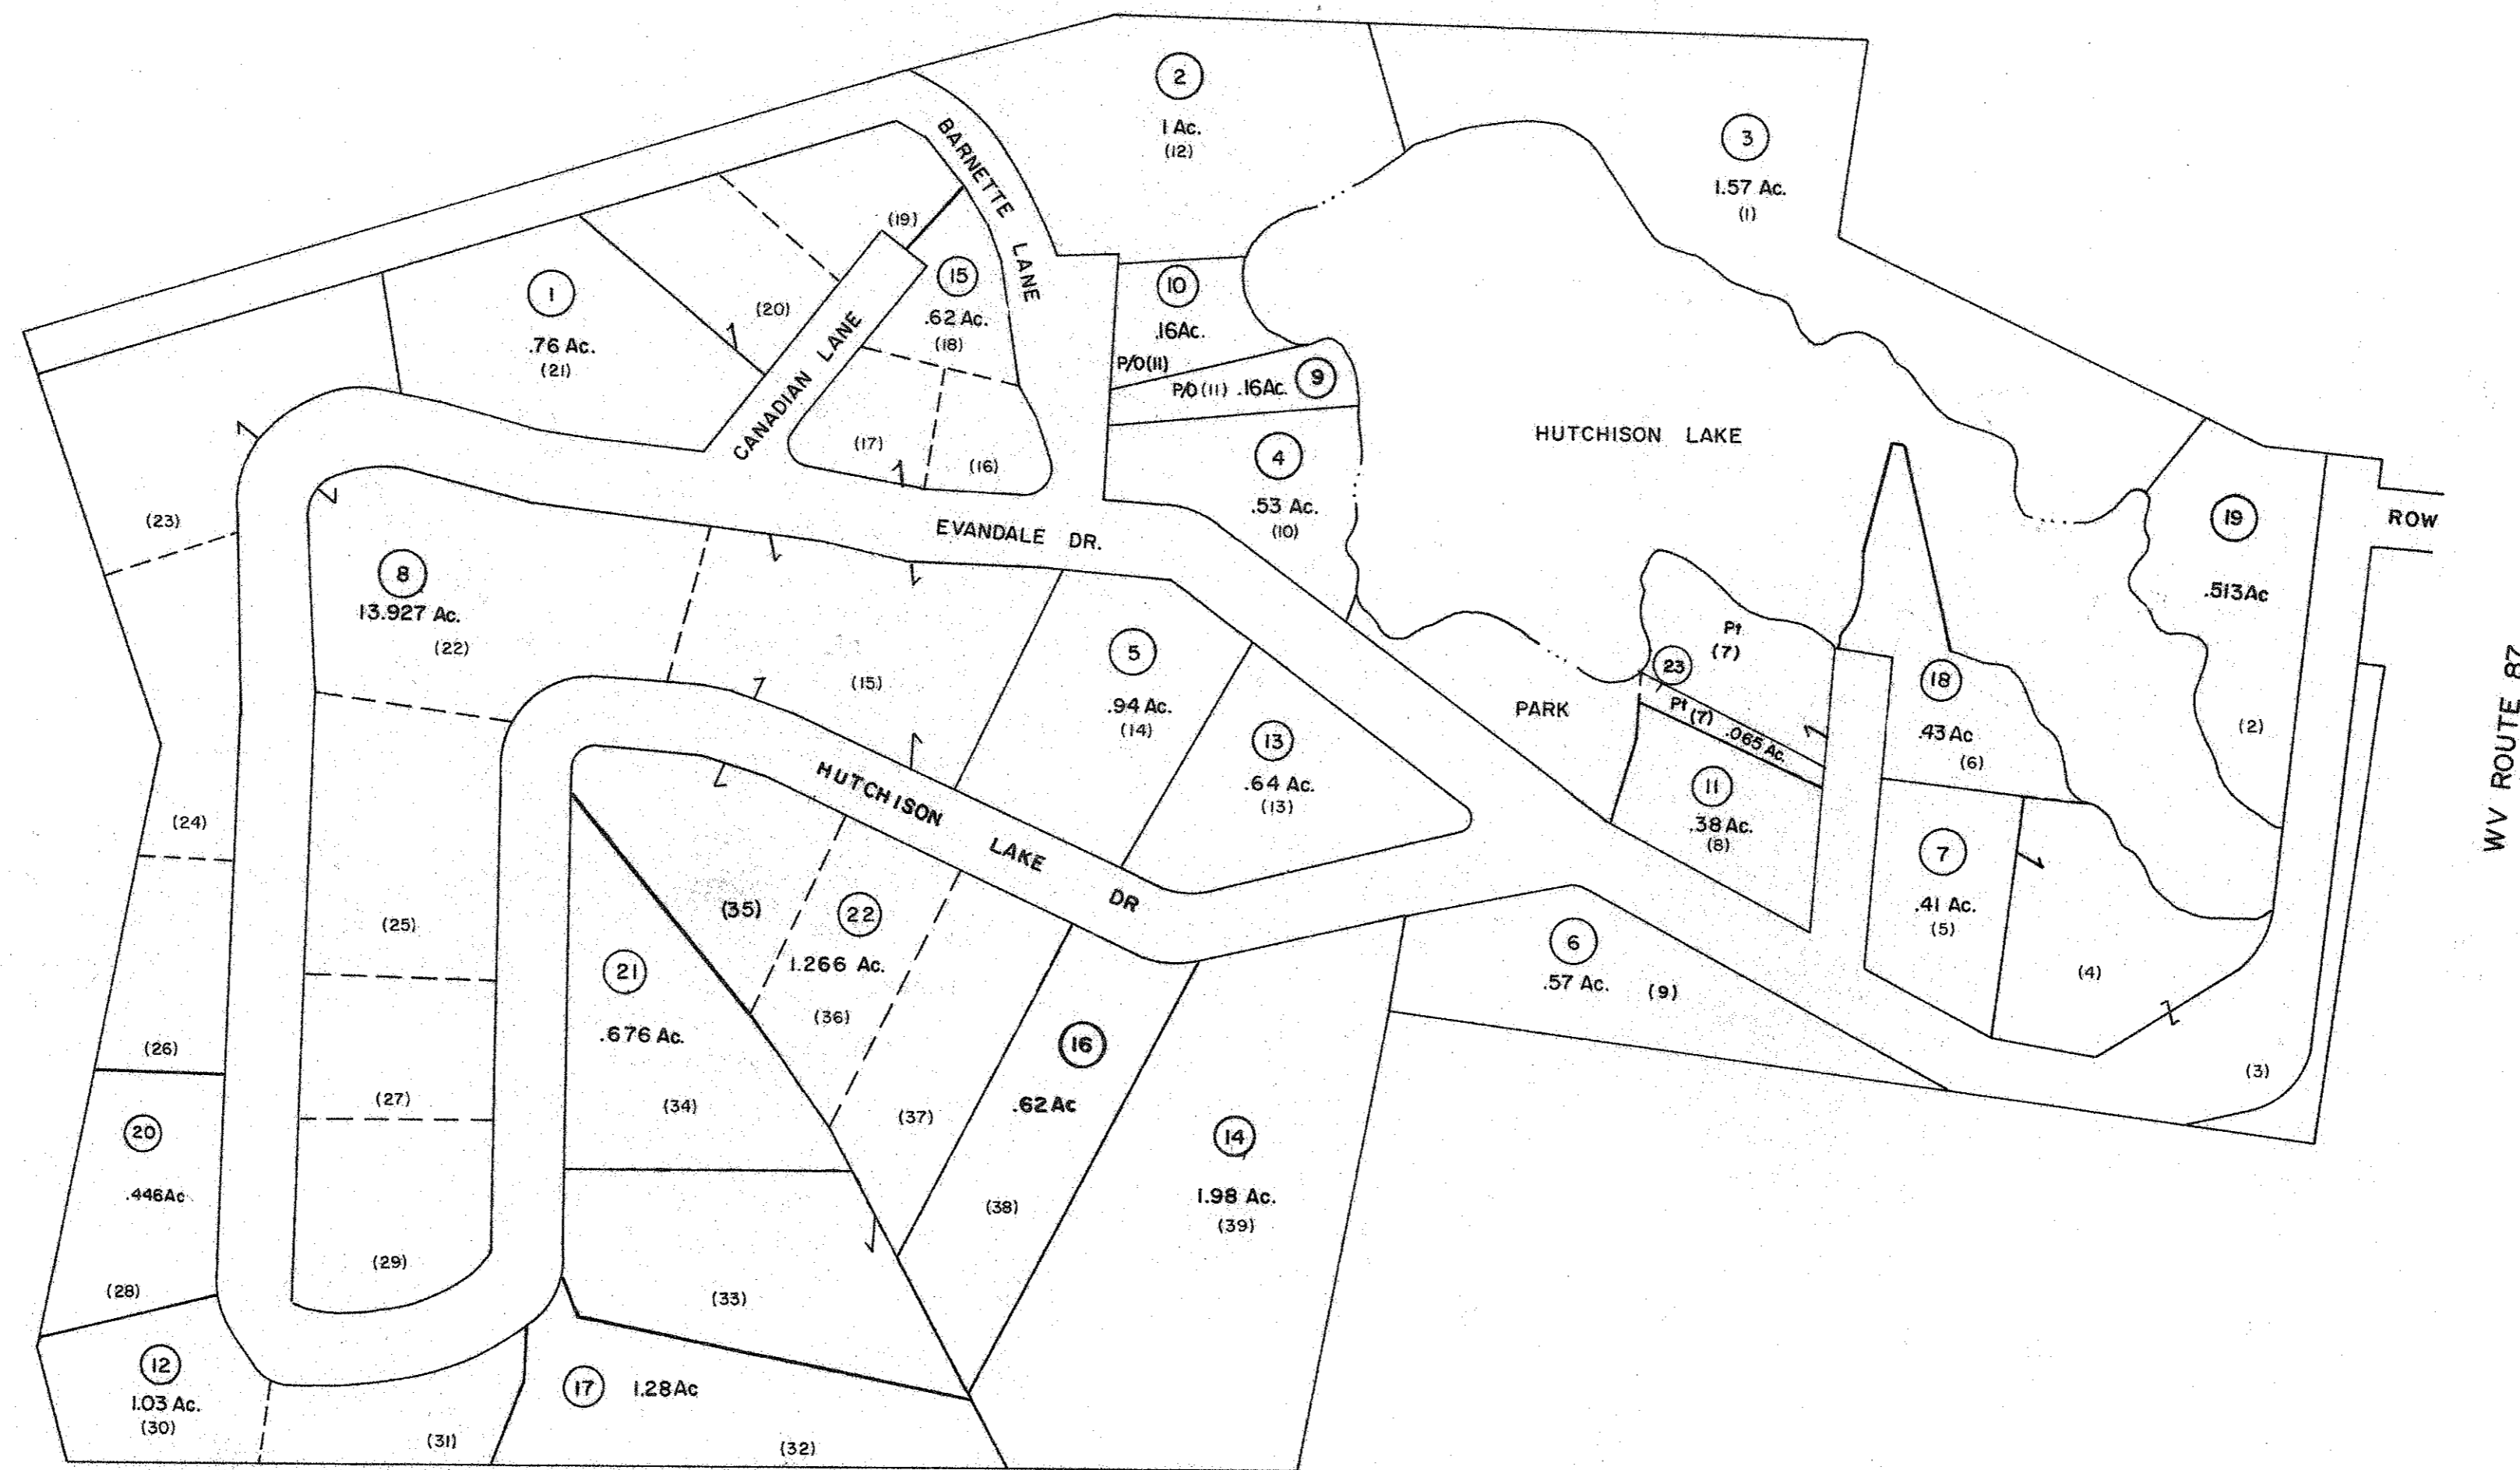 2
1 Ac.
(12)
3
1.57 Ac.
(1)
BARNETTE LANE
(19)
1
.76 Ac.
(21)
(20)
CANADIAN LANE
15
.62 Ac.
(18)
(17)
(16)
10
.16Ac.
P/O(11)
P/O (11) .16Ac.
9
4
.53 Ac.
(10)
HUTCHISON LAKE
19
.513Ac
(2)
ROW
WV ROUTE 87
EVANDALE DR.
(23)
8
13.927 Ac.
(22)
(15)
5
.94 Ac.
(14)
13
.64 Ac.
(13)
PARK
Pt
(7)
23
Pt (7)
.065 Ac.
11
.38 Ac.
(8)
18
.43 Ac
(6)
7
.41 Ac.
(5)
(4)
(3)
HUTCHISON LAKE DR
(24)
(25)
(35)
22
1.266 Ac.
(36)
21
.676 Ac.
(34)
6
.57 Ac.
(9)
(26)
(27)
(37)
16
.62Ac
(38)
14
1.98 Ac.
(39)
20
.446Ac
(28)
(29)
(33)
12
1.03 Ac.
(30)
(31)
17
1.28Ac
(32)